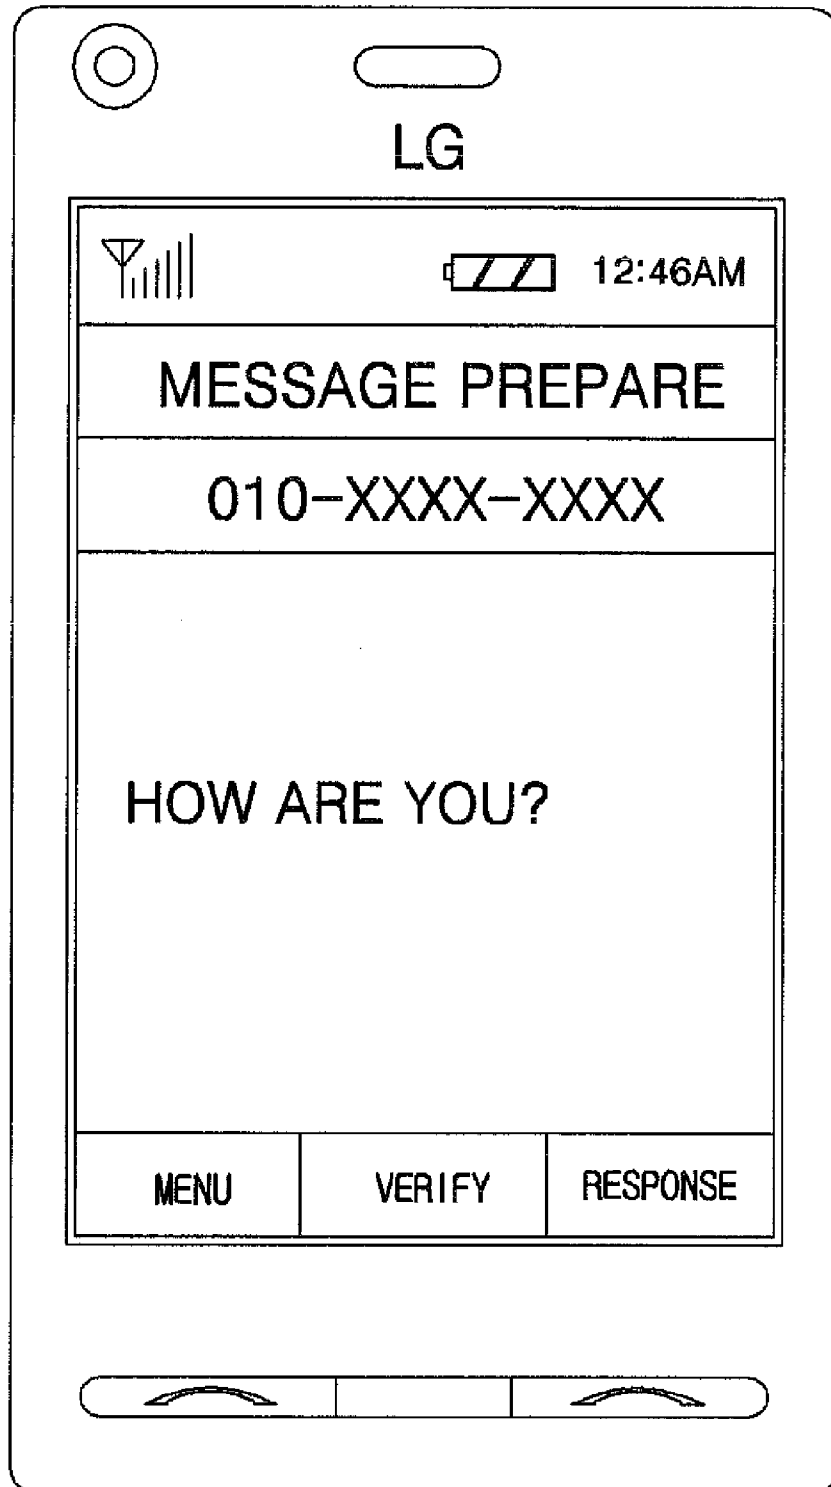 LG
12:46AM
MESSAGE PREPARE
010-XXXX-XXXX
HOW ARE YOU?
MENU VERIFY RESPONSE